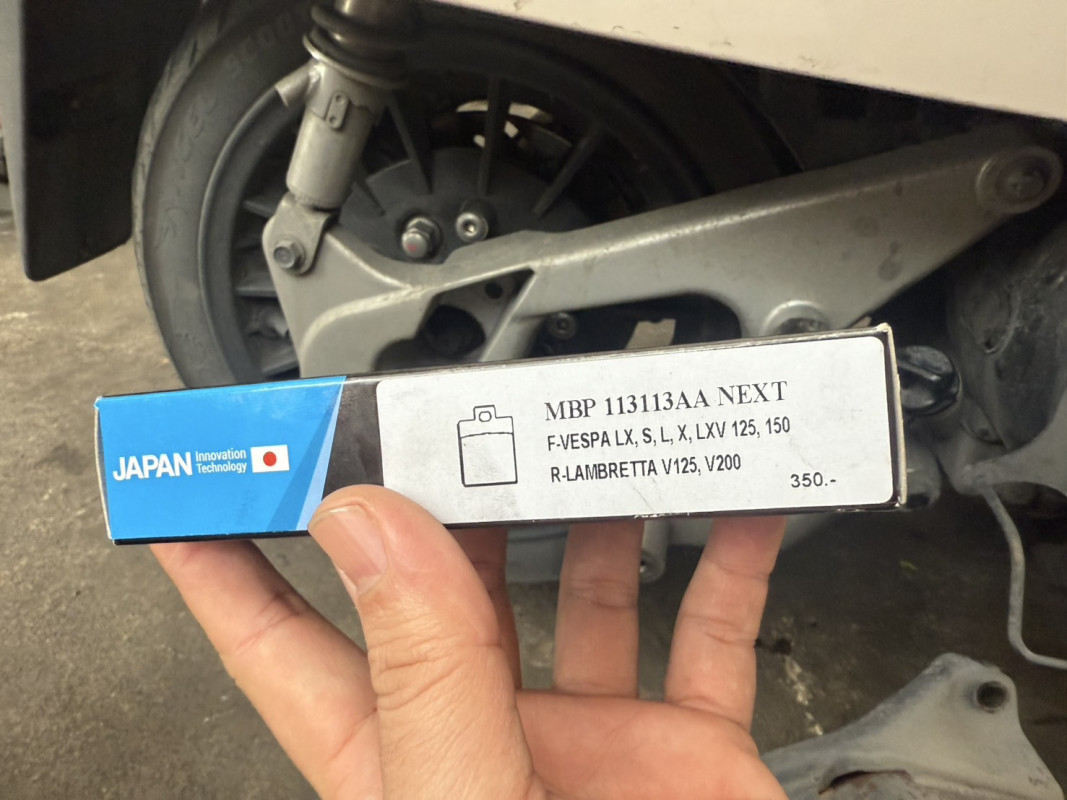 JAPAN Innovation
Technology
MBP 113113AA NEXT
F-VESPA LX, S, L, X, LXV 125, 150
R-LAMBRETTA V125, V200
350.-